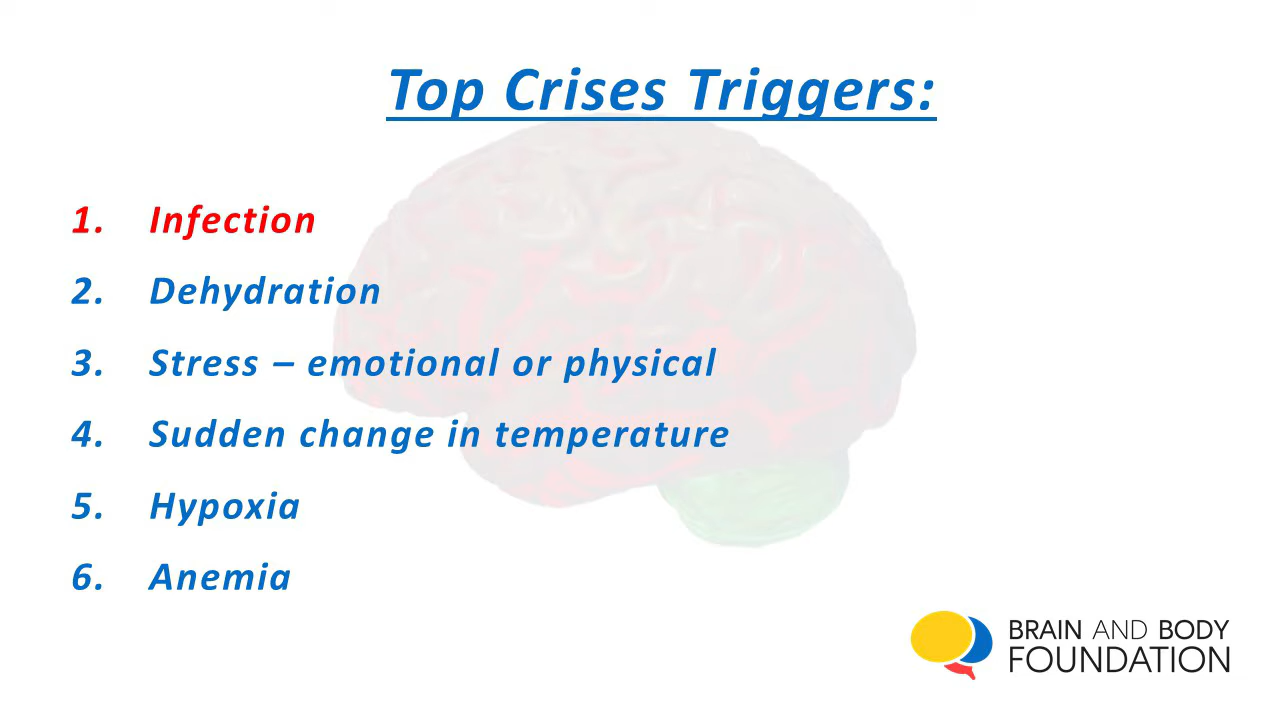 Top Crises Triggers:
1. Infection
2. Dehydration
3. Stress – emotional or physical
4. Sudden change in temperature
5. Hypoxia
6. Anemia
BRAIN AND BODY
FOUNDATION